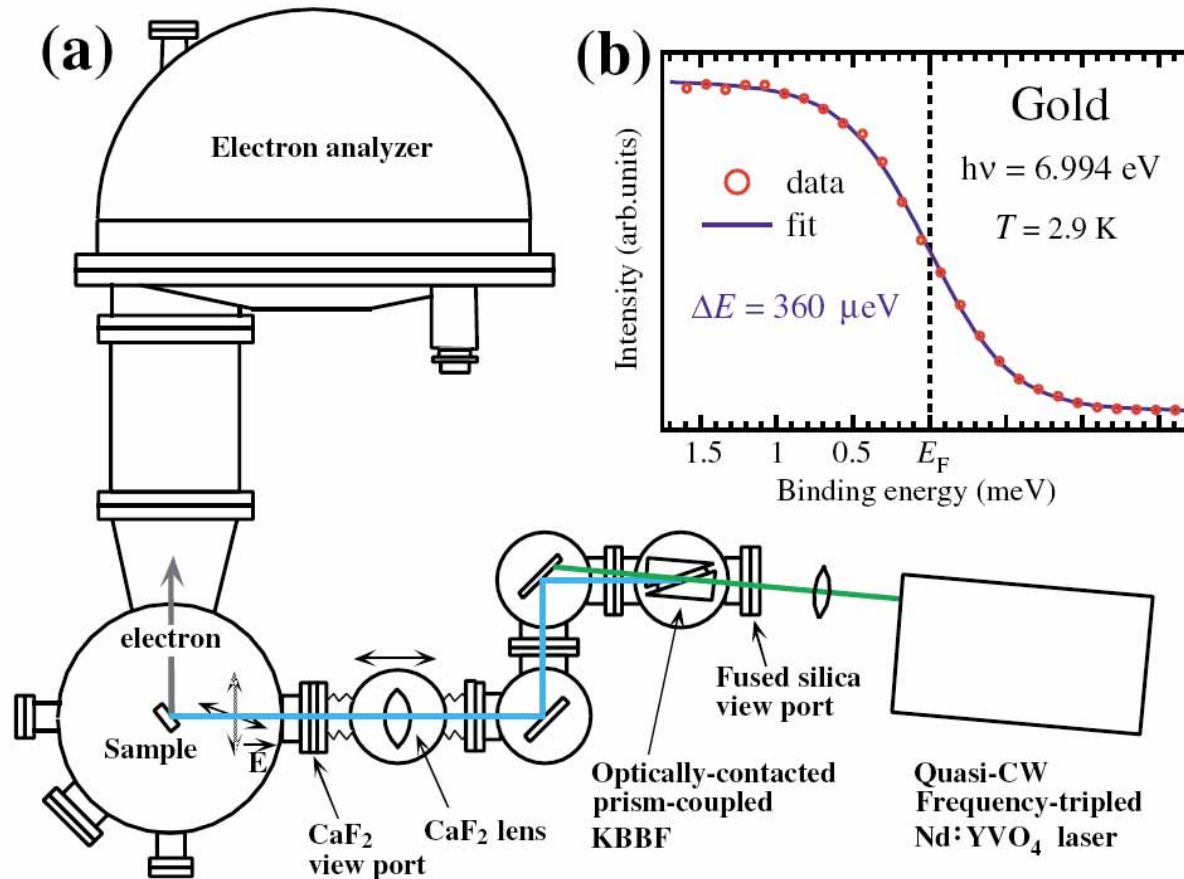 (a)
Electron analyzer
electron
Sample
E
CaF₂
view port
CaF₂ lens
Optically-contacted
prism-coupled
KBBF
Fused silica
view port
Quasi-CW
Frequency-tripled
Nd:YVO₄ laser
(b)
Intensity (arb.units)
data
fit
ΔE = 360 μeV
Gold
hν = 6.994 eV
T = 2.9 K
1.5 1 0.5 E_F
Binding energy (meV)